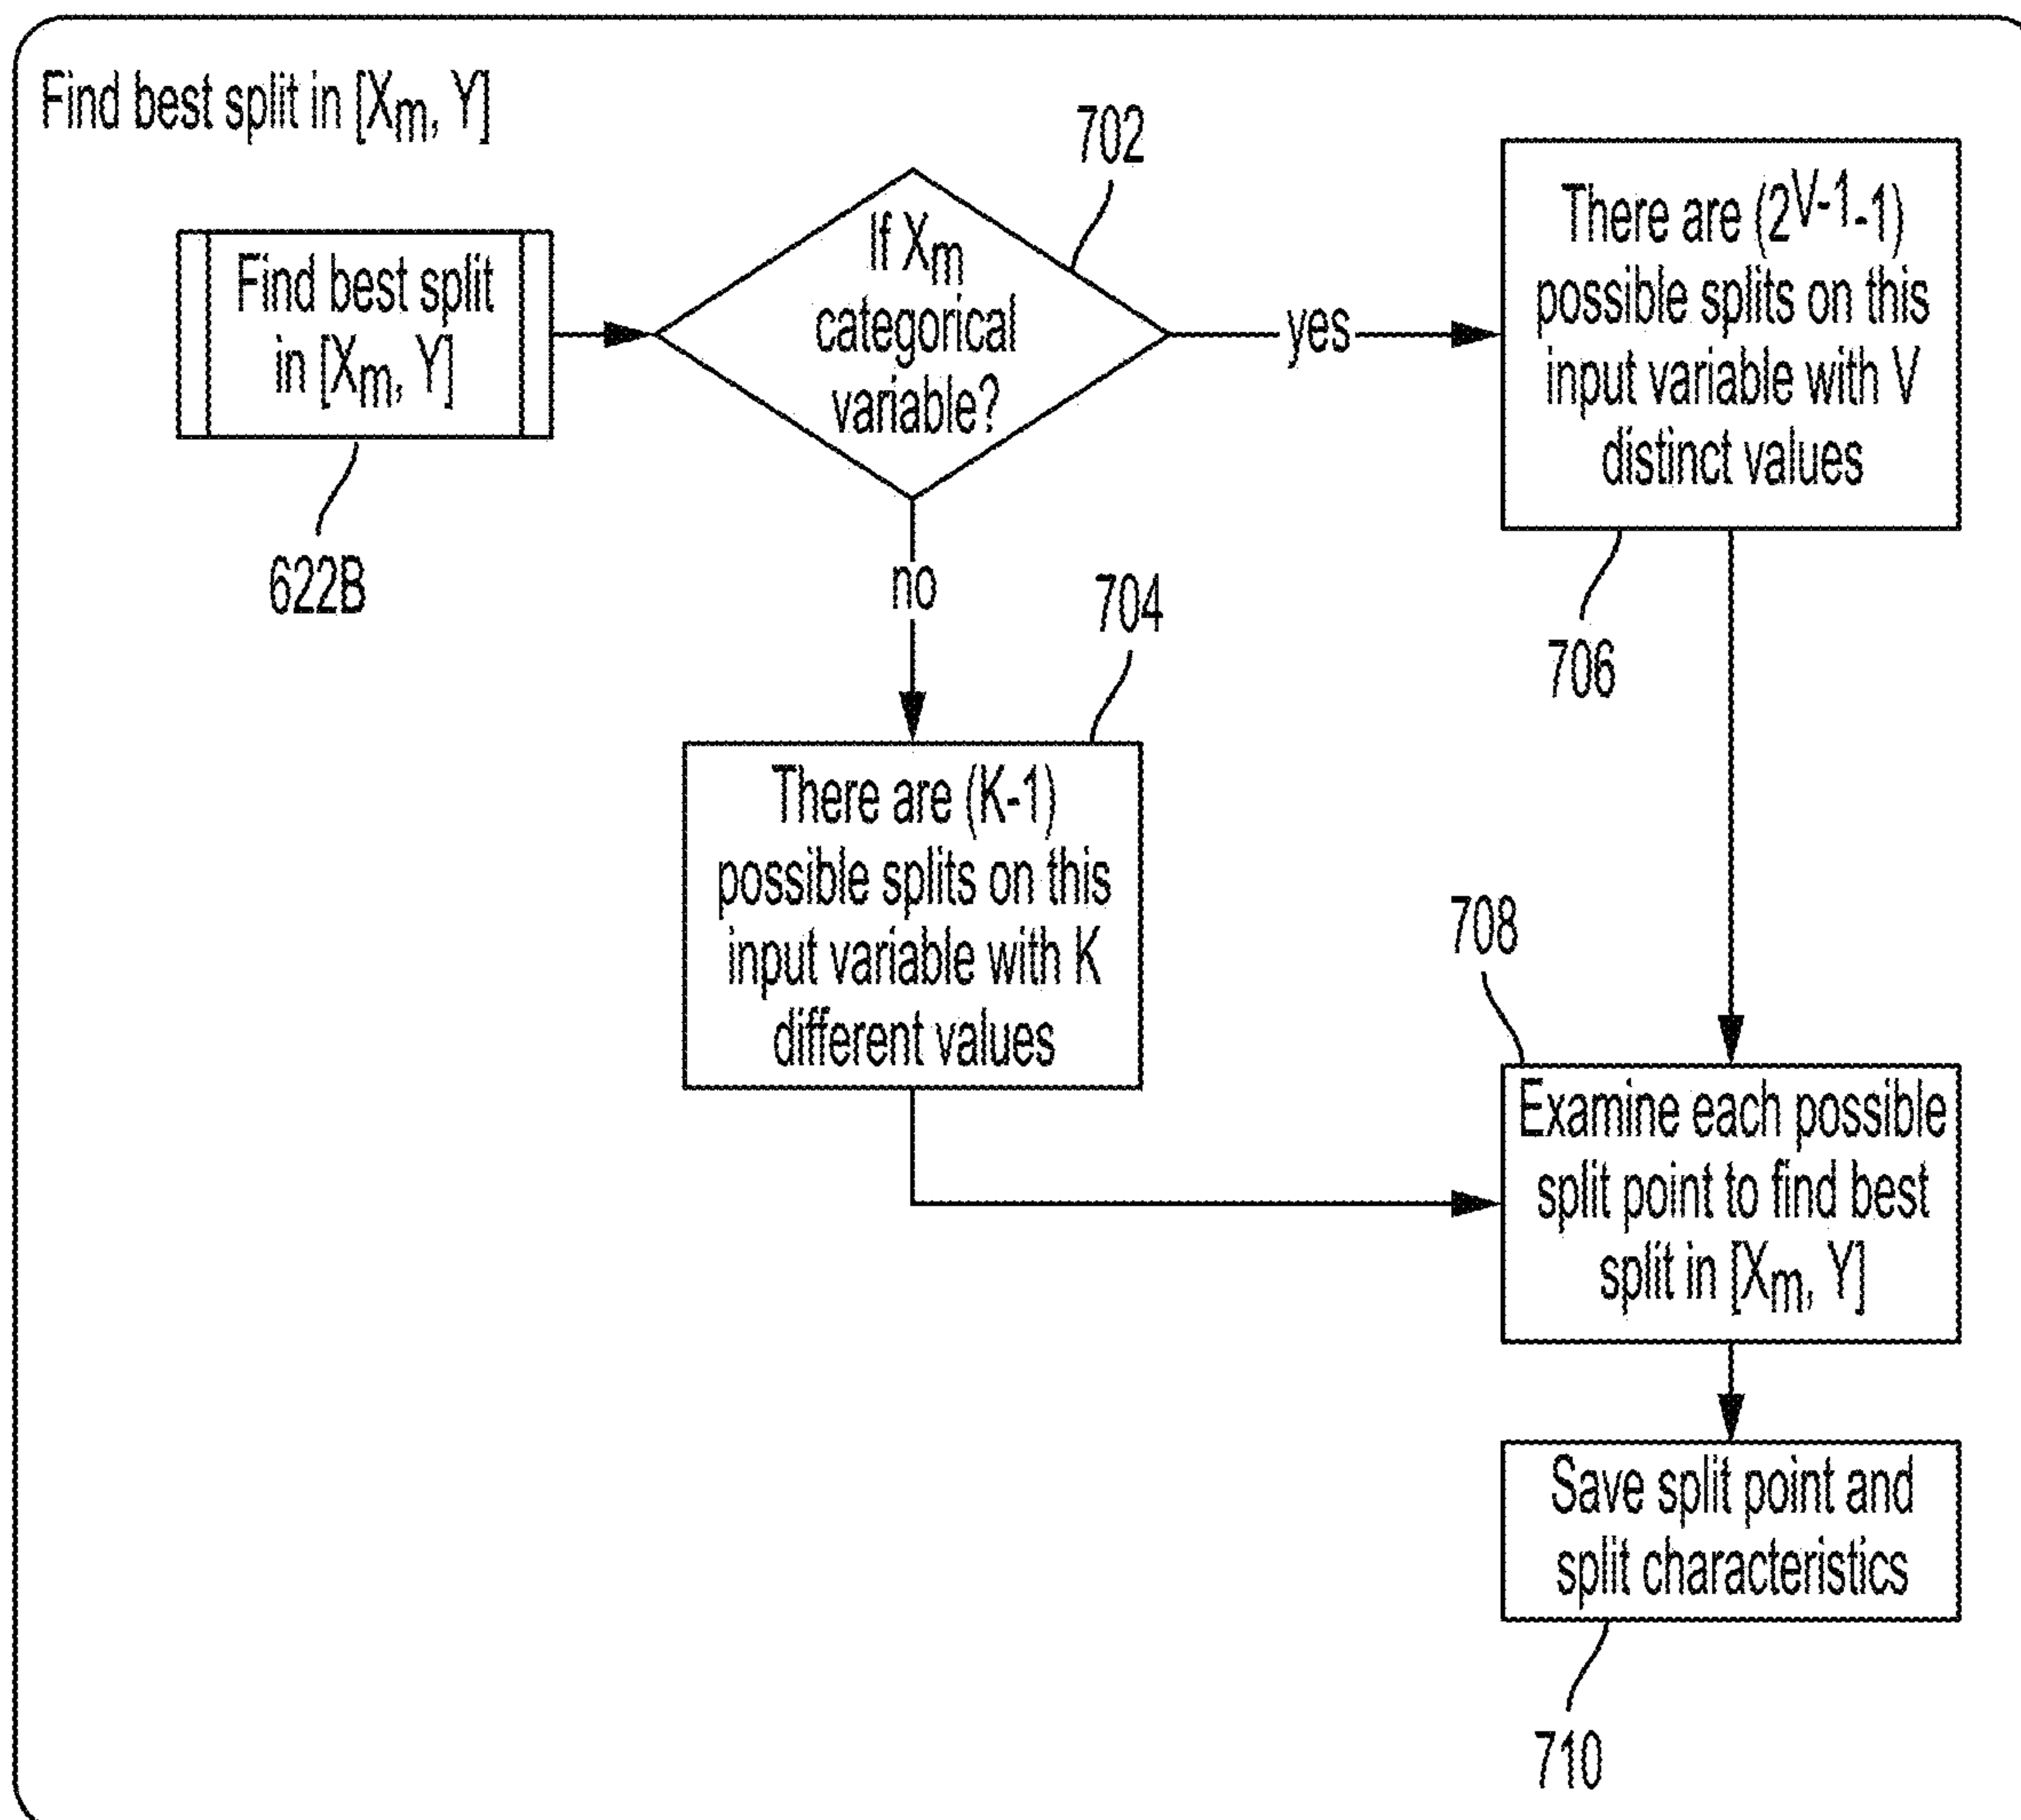 Find best split in [Xm, Y]
Find best split
in [Xm, Y]
622B
702
If Xm
categorical
variable?
yes
no
There are (2^V-1-1)
possible splits on this
input variable with V
distinct values
706
704
There are (K-1)
possible splits on this
input variable with K
different values
708
Examine each possible
split point to find best
split in [Xm, Y]
Save split point and
split characteristics
710